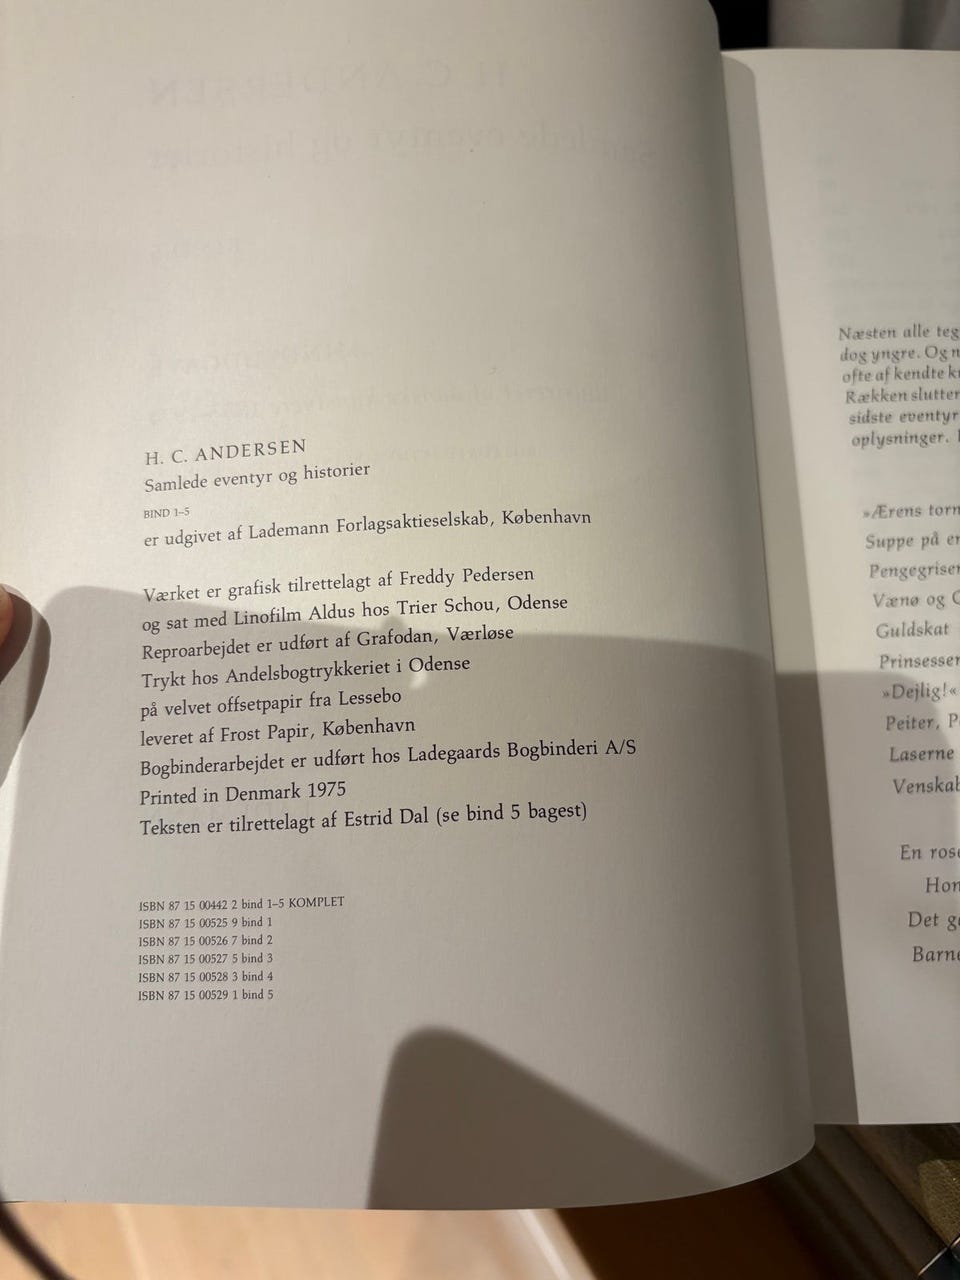 H. C. ANDERSEN
Samlede eventyr og historier
BIND 1–5
er udgivet af Lademann Forlagsaktieselskab, København
Værket er grafisk tilrettelagt af Freddy Pedersen
og sat med Linofilm Aldus hos Trier Schou, Odense
Reproarbejdet er udført af Grafodan, Værløse
Trykt hos Andelsbogtrykkeriet i Odense
på velvet offsetpapir fra Lessebo
leveret af Frost Papir, København
Bogbinderarbejdet er udført hos Ladegaards Bogbinderi A/S
Printed in Denmark 1975
Teksten er tilrettelagt af Estrid Dal (se bind 5 bagest)
ISBN 87 15 00442 2 bind 1–5 KOMPLET
ISBN 87 15 00525 9 bind 1
ISBN 87 15 00526 7 bind 2
ISBN 87 15 00527 5 bind 3
ISBN 87 15 00528 3 bind 4
ISBN 87 15 00529 1 bind 5
Næsten alle teg
dog yngre. Og n
ofte af kendte k
Rækken slutter
sidste eventyr
oplysninger.
»Ærens torn
Suppe på e
Pengegrise
Vænø og
Guldskat
Prinsesse
»Dejlig!«
Peiter, P
Laserne
Venskab
En rose
Hon
Det g
Barne